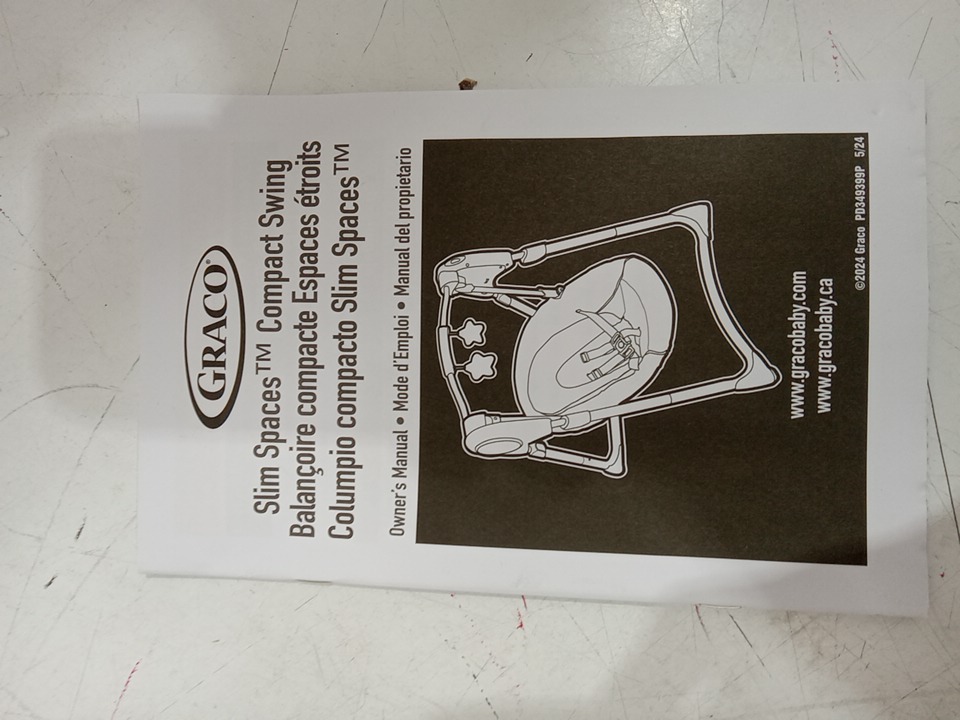 GRACO®
Slim Spaces™ Compact Swing
Balançoire compacte Espaces étroits
Columpio compacto Slim Spaces™
Owner's Manual • Mode d'Emploi • Manual del propietario
www.gracobaby.com
www.gracobaby.ca
©2024 Graco PD349399P 5/24